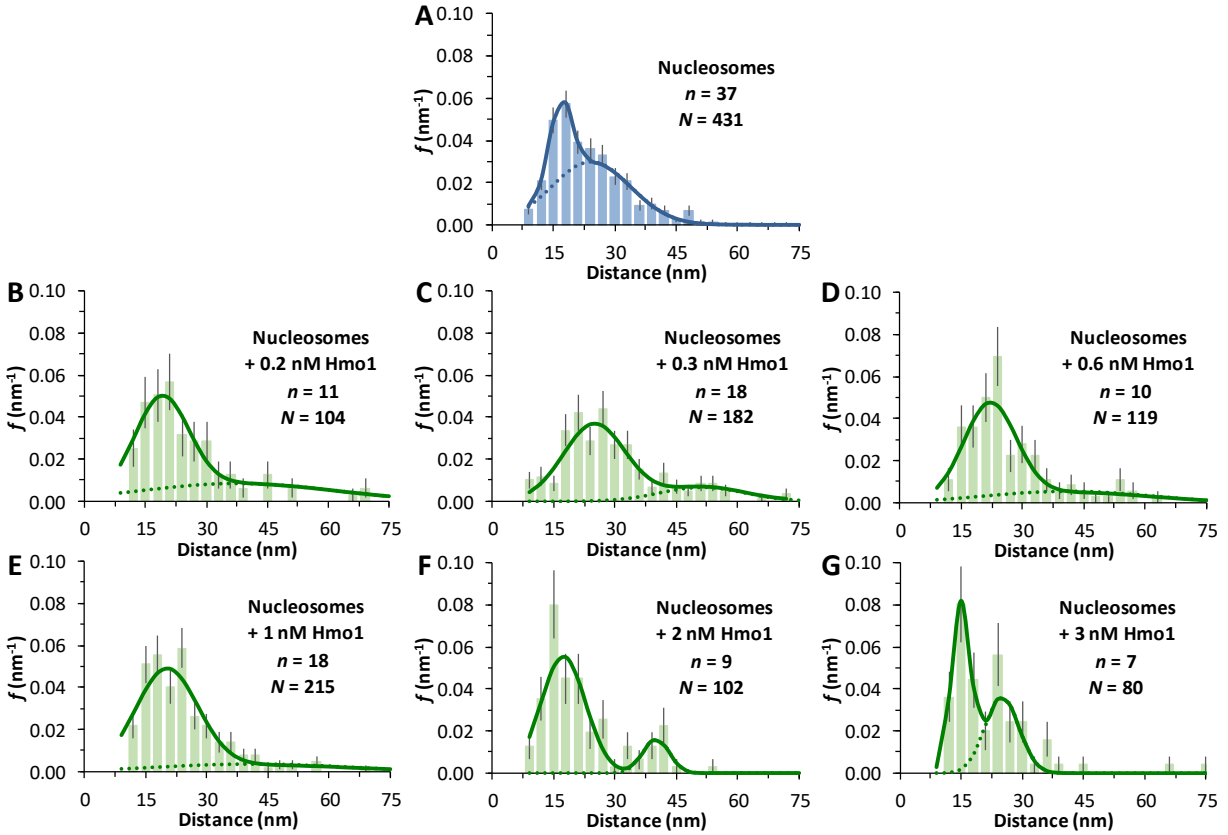 A
f (nm-1)
0.10
0.08
0.06
0.04
0.02
0.00
Nucleosomes
n = 37
N = 431
0 15 30 45 60 75
Distance (nm)
B
f (nm-1)
0.10
0.08
0.06
0.04
0.02
0.00
Nucleosomes
+ 0.2 nM Hmo1
n = 11
N = 104
0 15 30 45 60 75
Distance (nm)
C
f (nm-1)
0.10
0.08
0.06
0.04
0.02
0.00
Nucleosomes
+ 0.3 nM Hmo1
n = 18
N = 182
0 15 30 45 60 75
Distance (nm)
D
f (nm-1)
0.10
0.08
0.06
0.04
0.02
0.00
Nucleosomes
+ 0.6 nM Hmo1
n = 10
N = 119
0 15 30 45 60 75
Distance (nm)
E
f (nm-1)
0.10
0.08
0.06
0.04
0.02
0.00
Nucleosomes
+ 1 nM Hmo1
n = 18
N = 215
0 15 30 45 60 75
Distance (nm)
F
f (nm-1)
0.10
0.08
0.06
0.04
0.02
0.00
Nucleosomes
+ 2 nM Hmo1
n = 9
N = 102
0 15 30 45 60 75
Distance (nm)
G
f (nm-1)
0.10
0.08
0.06
0.04
0.02
0.00
Nucleosomes
+ 3 nM Hmo1
n = 7
N = 80
0 15 30 45 60 75
Distance (nm)